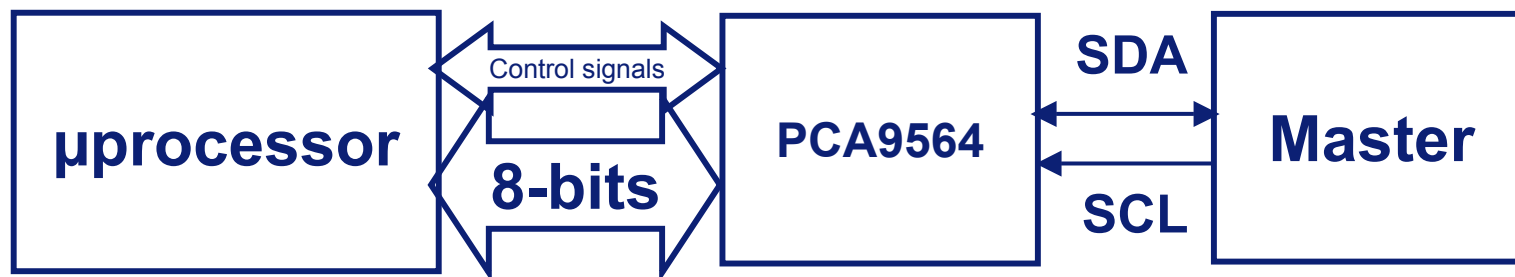 µprocessor
Control signals
8-bits
PCA9564
SDA
SCL
Master